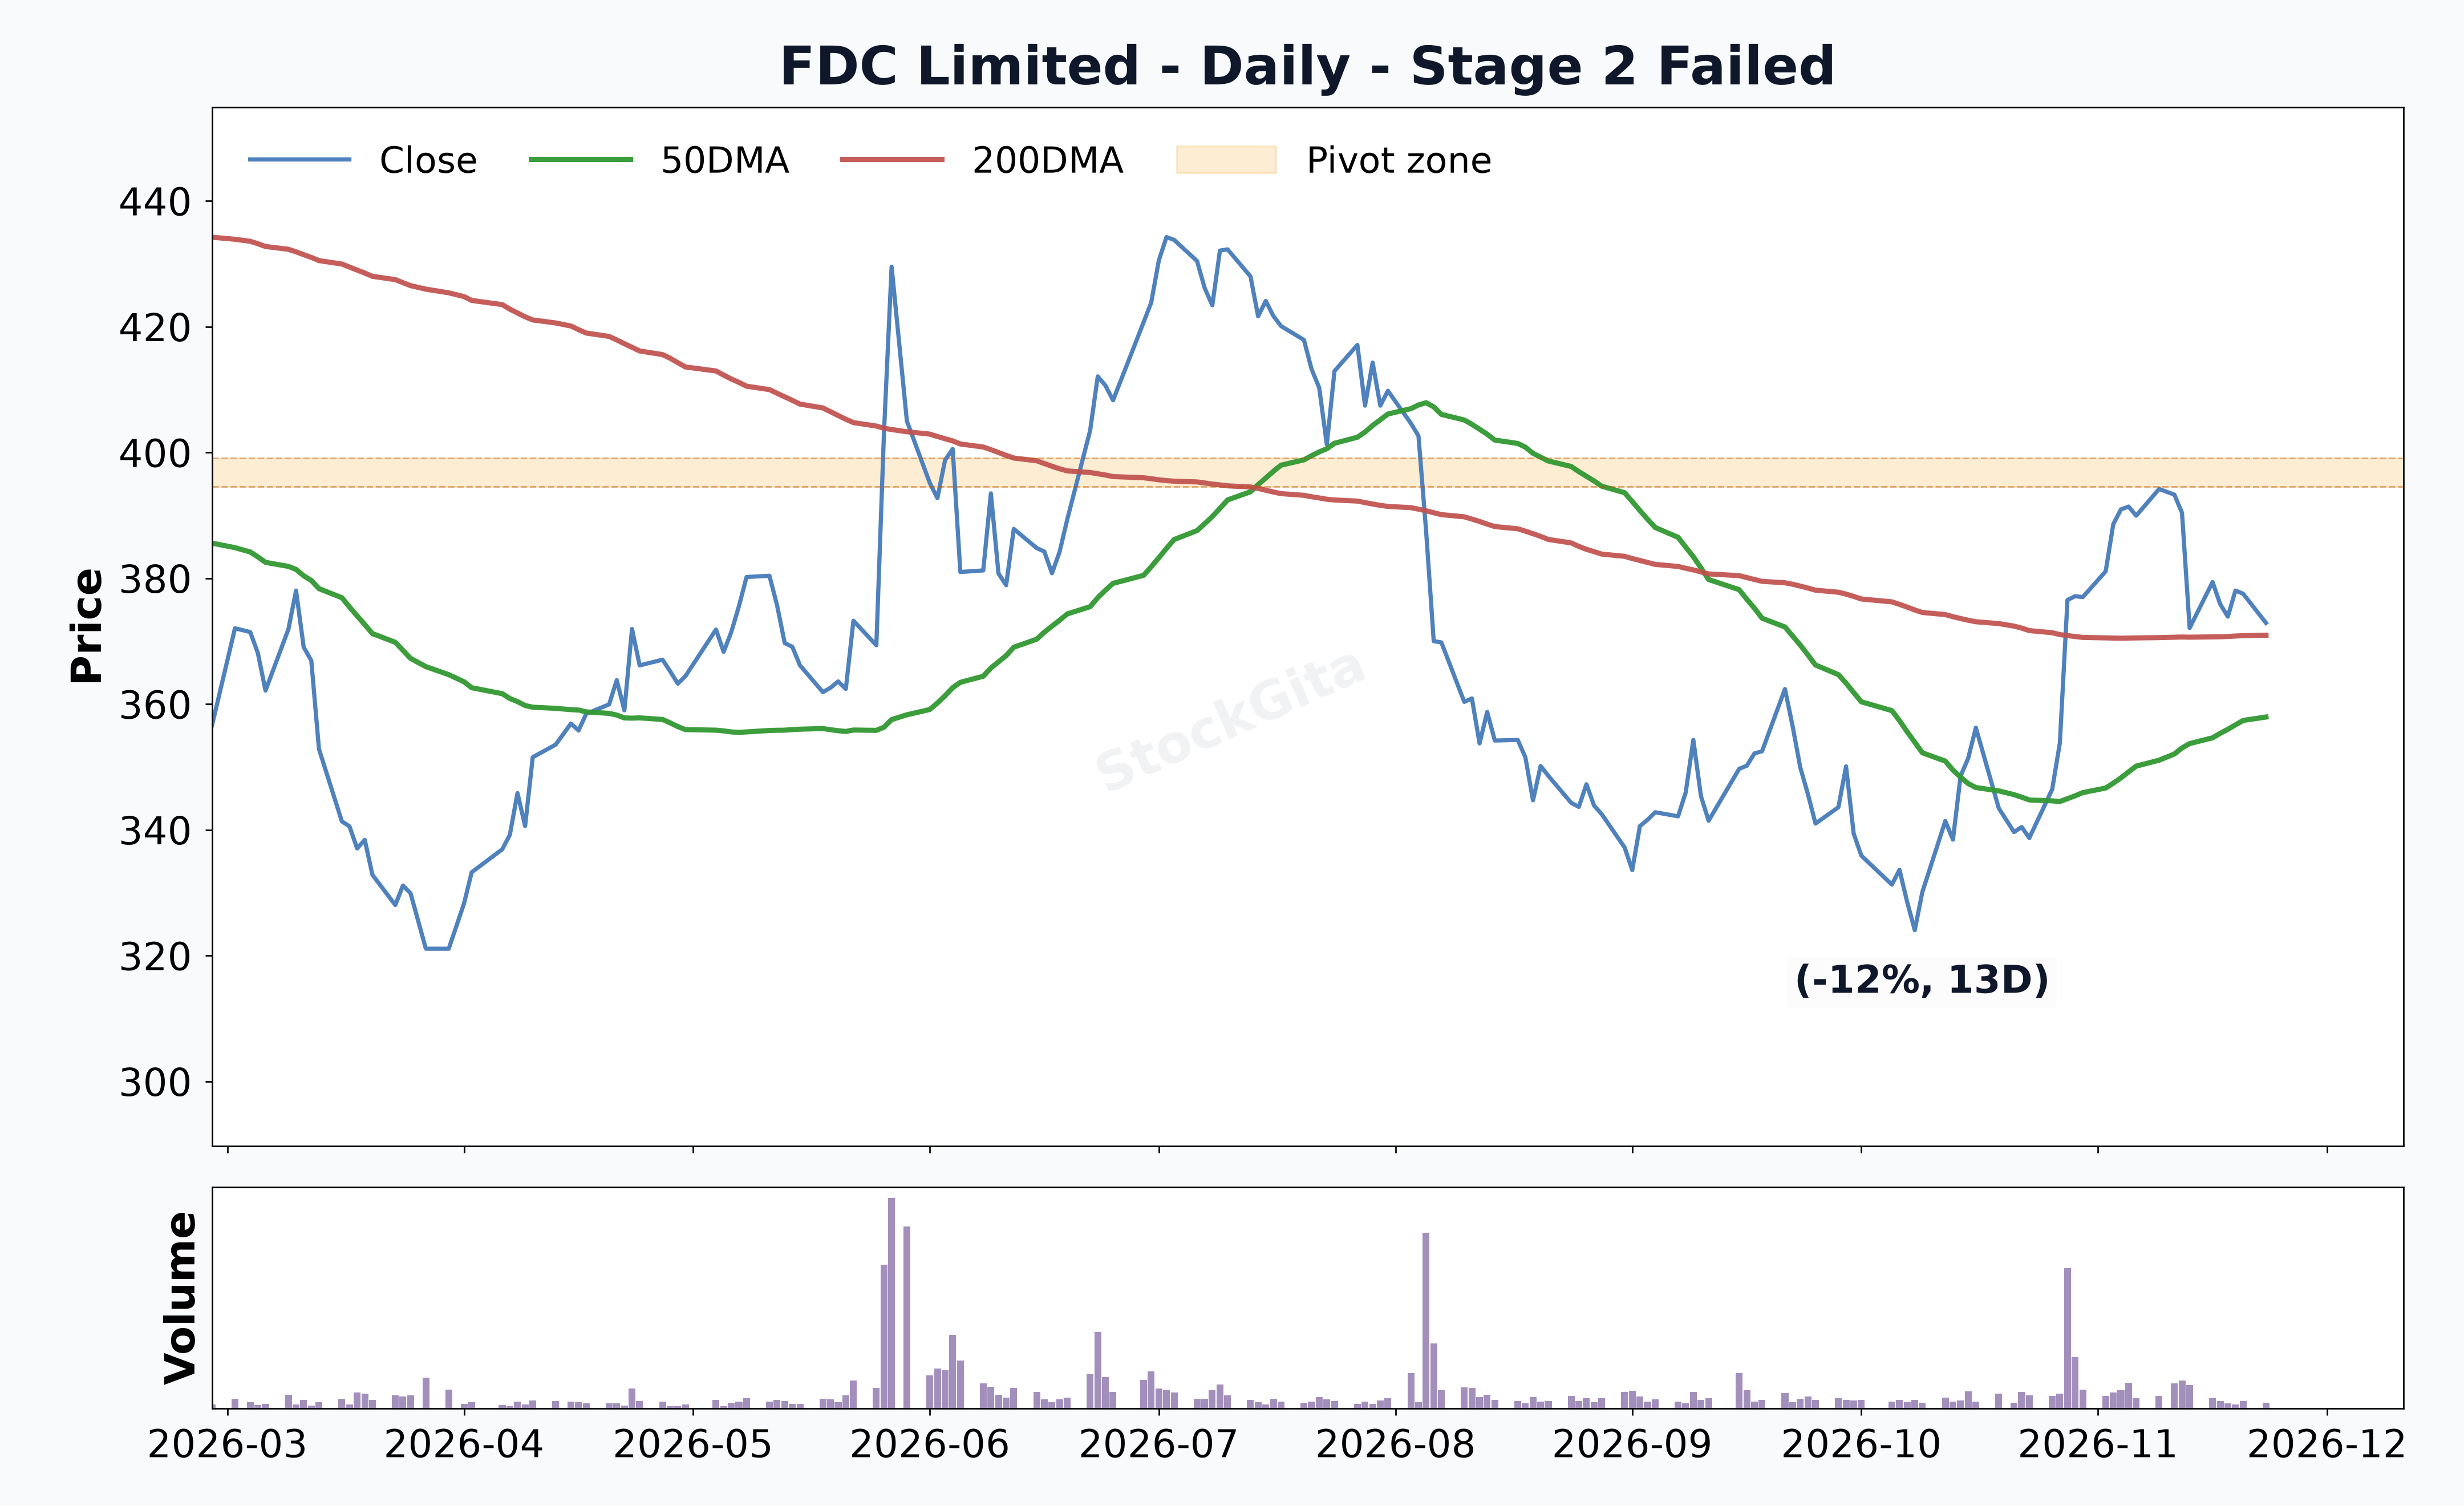 FDC Limited - Daily - Stage 2 Failed
Close 50DMA 200DMA Pivot zone
440
420
400
380
360
340
320
300
Price
StockGita
(-12%, 13D)
Volume
2026-03 2026-04 2026-05 2026-06 2026-07 2026-08 2026-09 2026-10 2026-11 2026-12